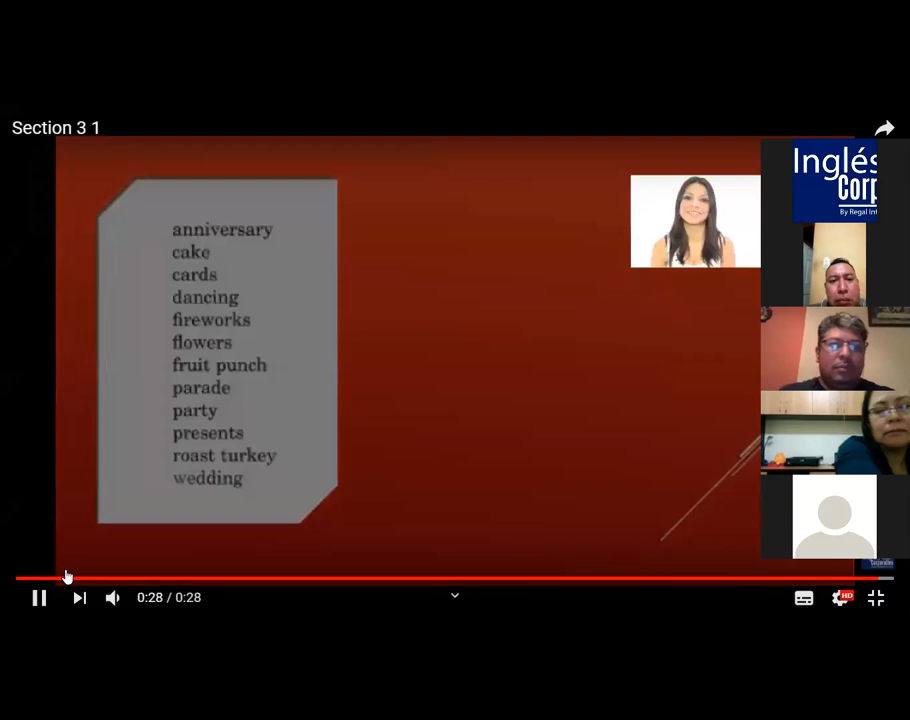 Section 3 1
Inglés
Corp
By Regal Int
anniversary
cake
cards
dancing
fireworks
flowers
fruit punch
parade
party
presents
roast turkey
wedding
0:28 / 0:28
HD